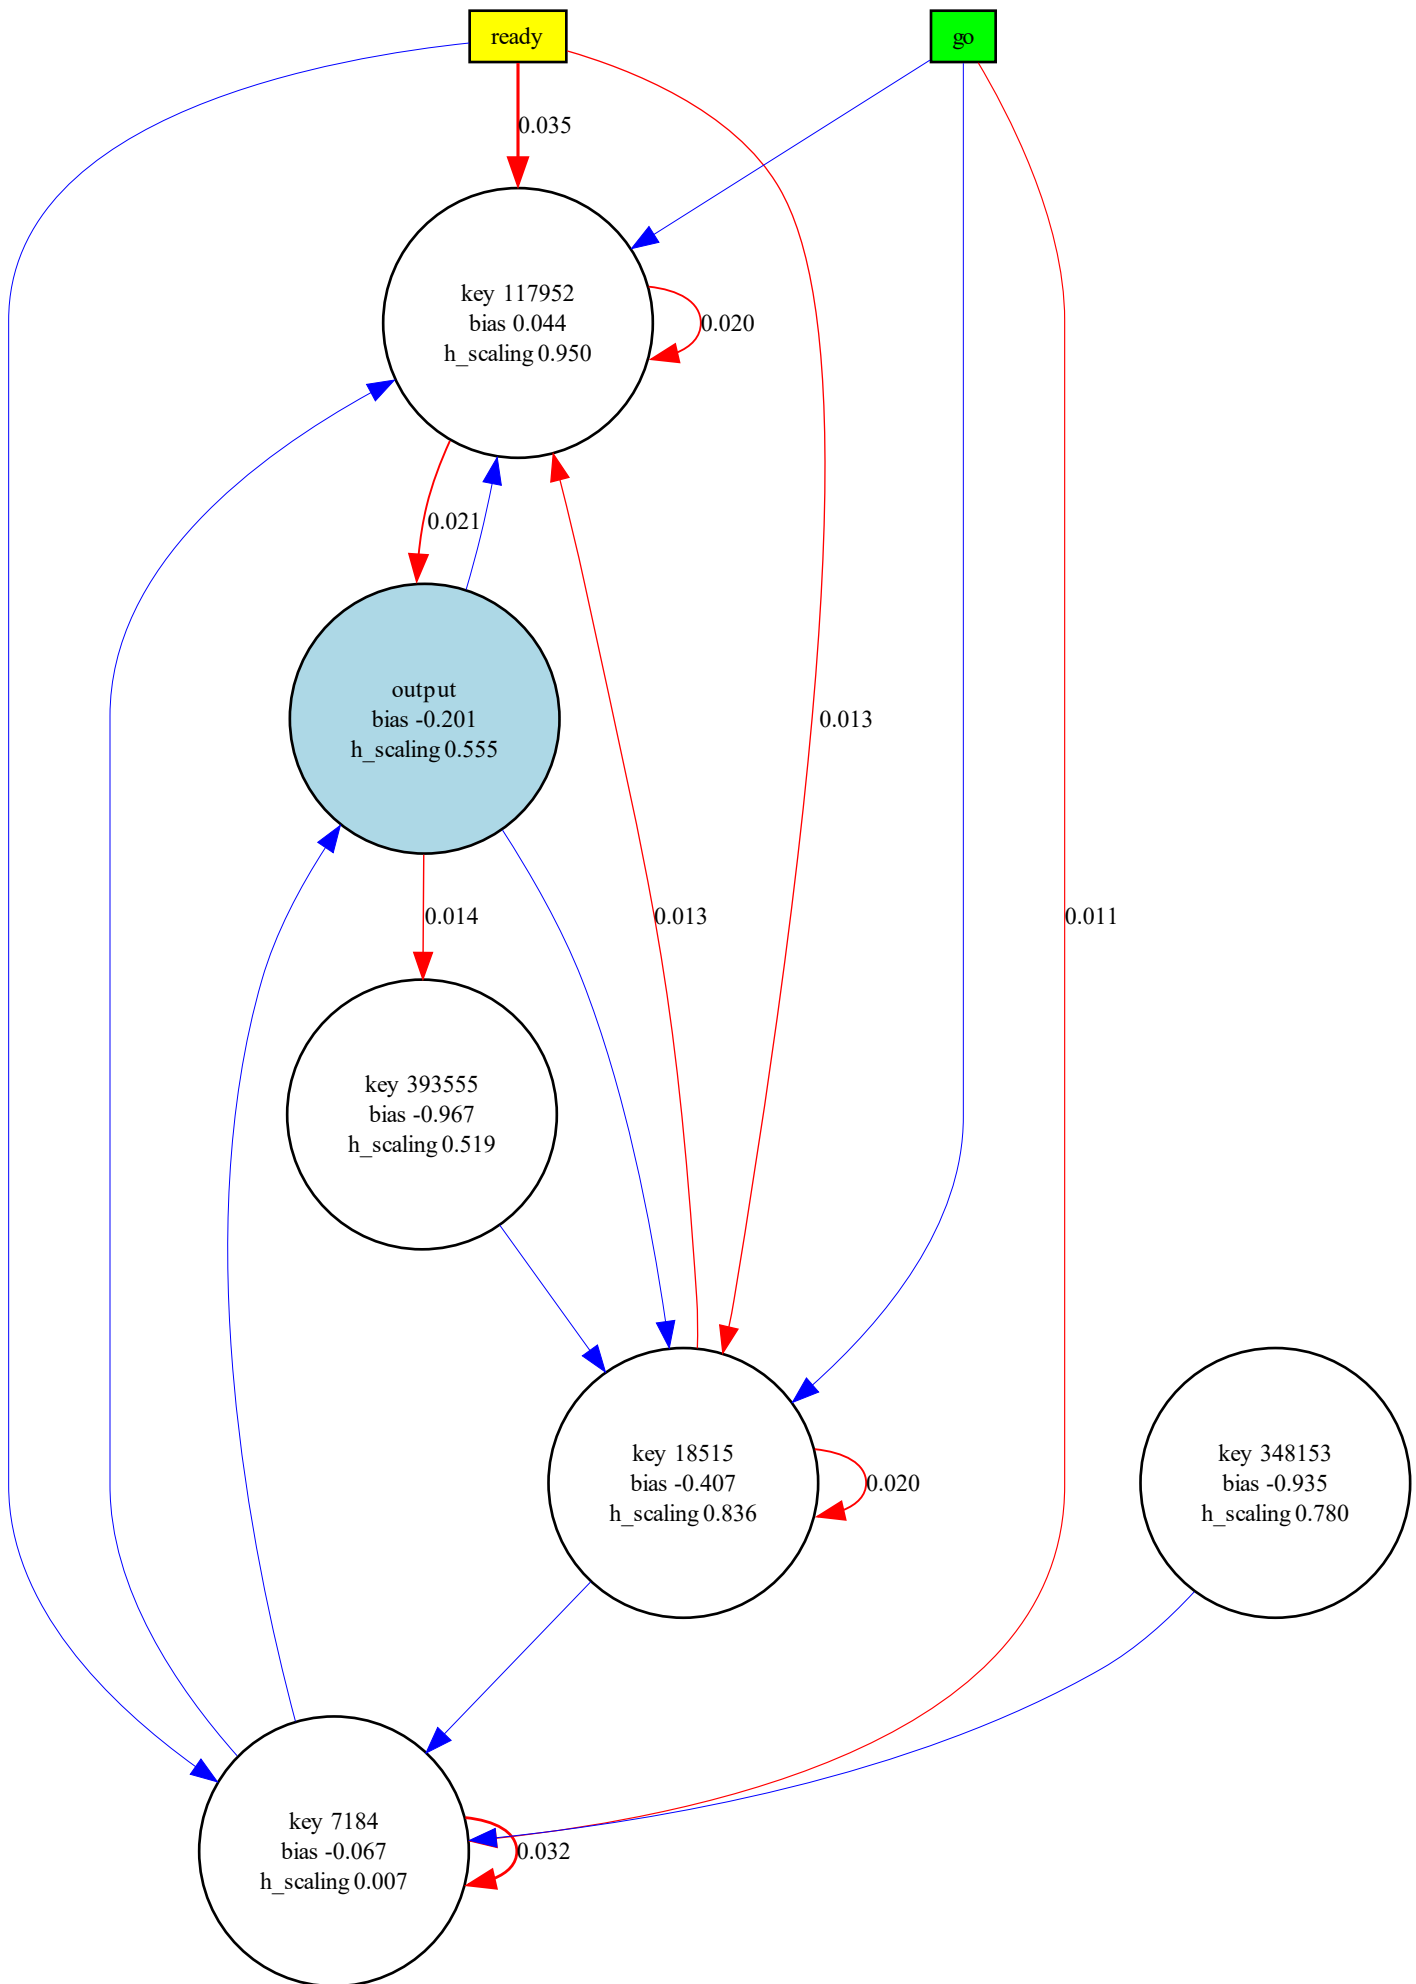 ready
go
0.035
key 117952
bias 0.044
h_scaling 0.950
0.020
0.021
output
bias -0.201
h_scaling 0.555
0.013
0.014
0.013
0.011
key 393555
bias -0.967
h_scaling 0.519
key 18515
bias -0.407
h_scaling 0.836
0.020
key 348153
bias -0.935
h_scaling 0.780
key 7184
bias -0.067
h_scaling 0.007
0.032